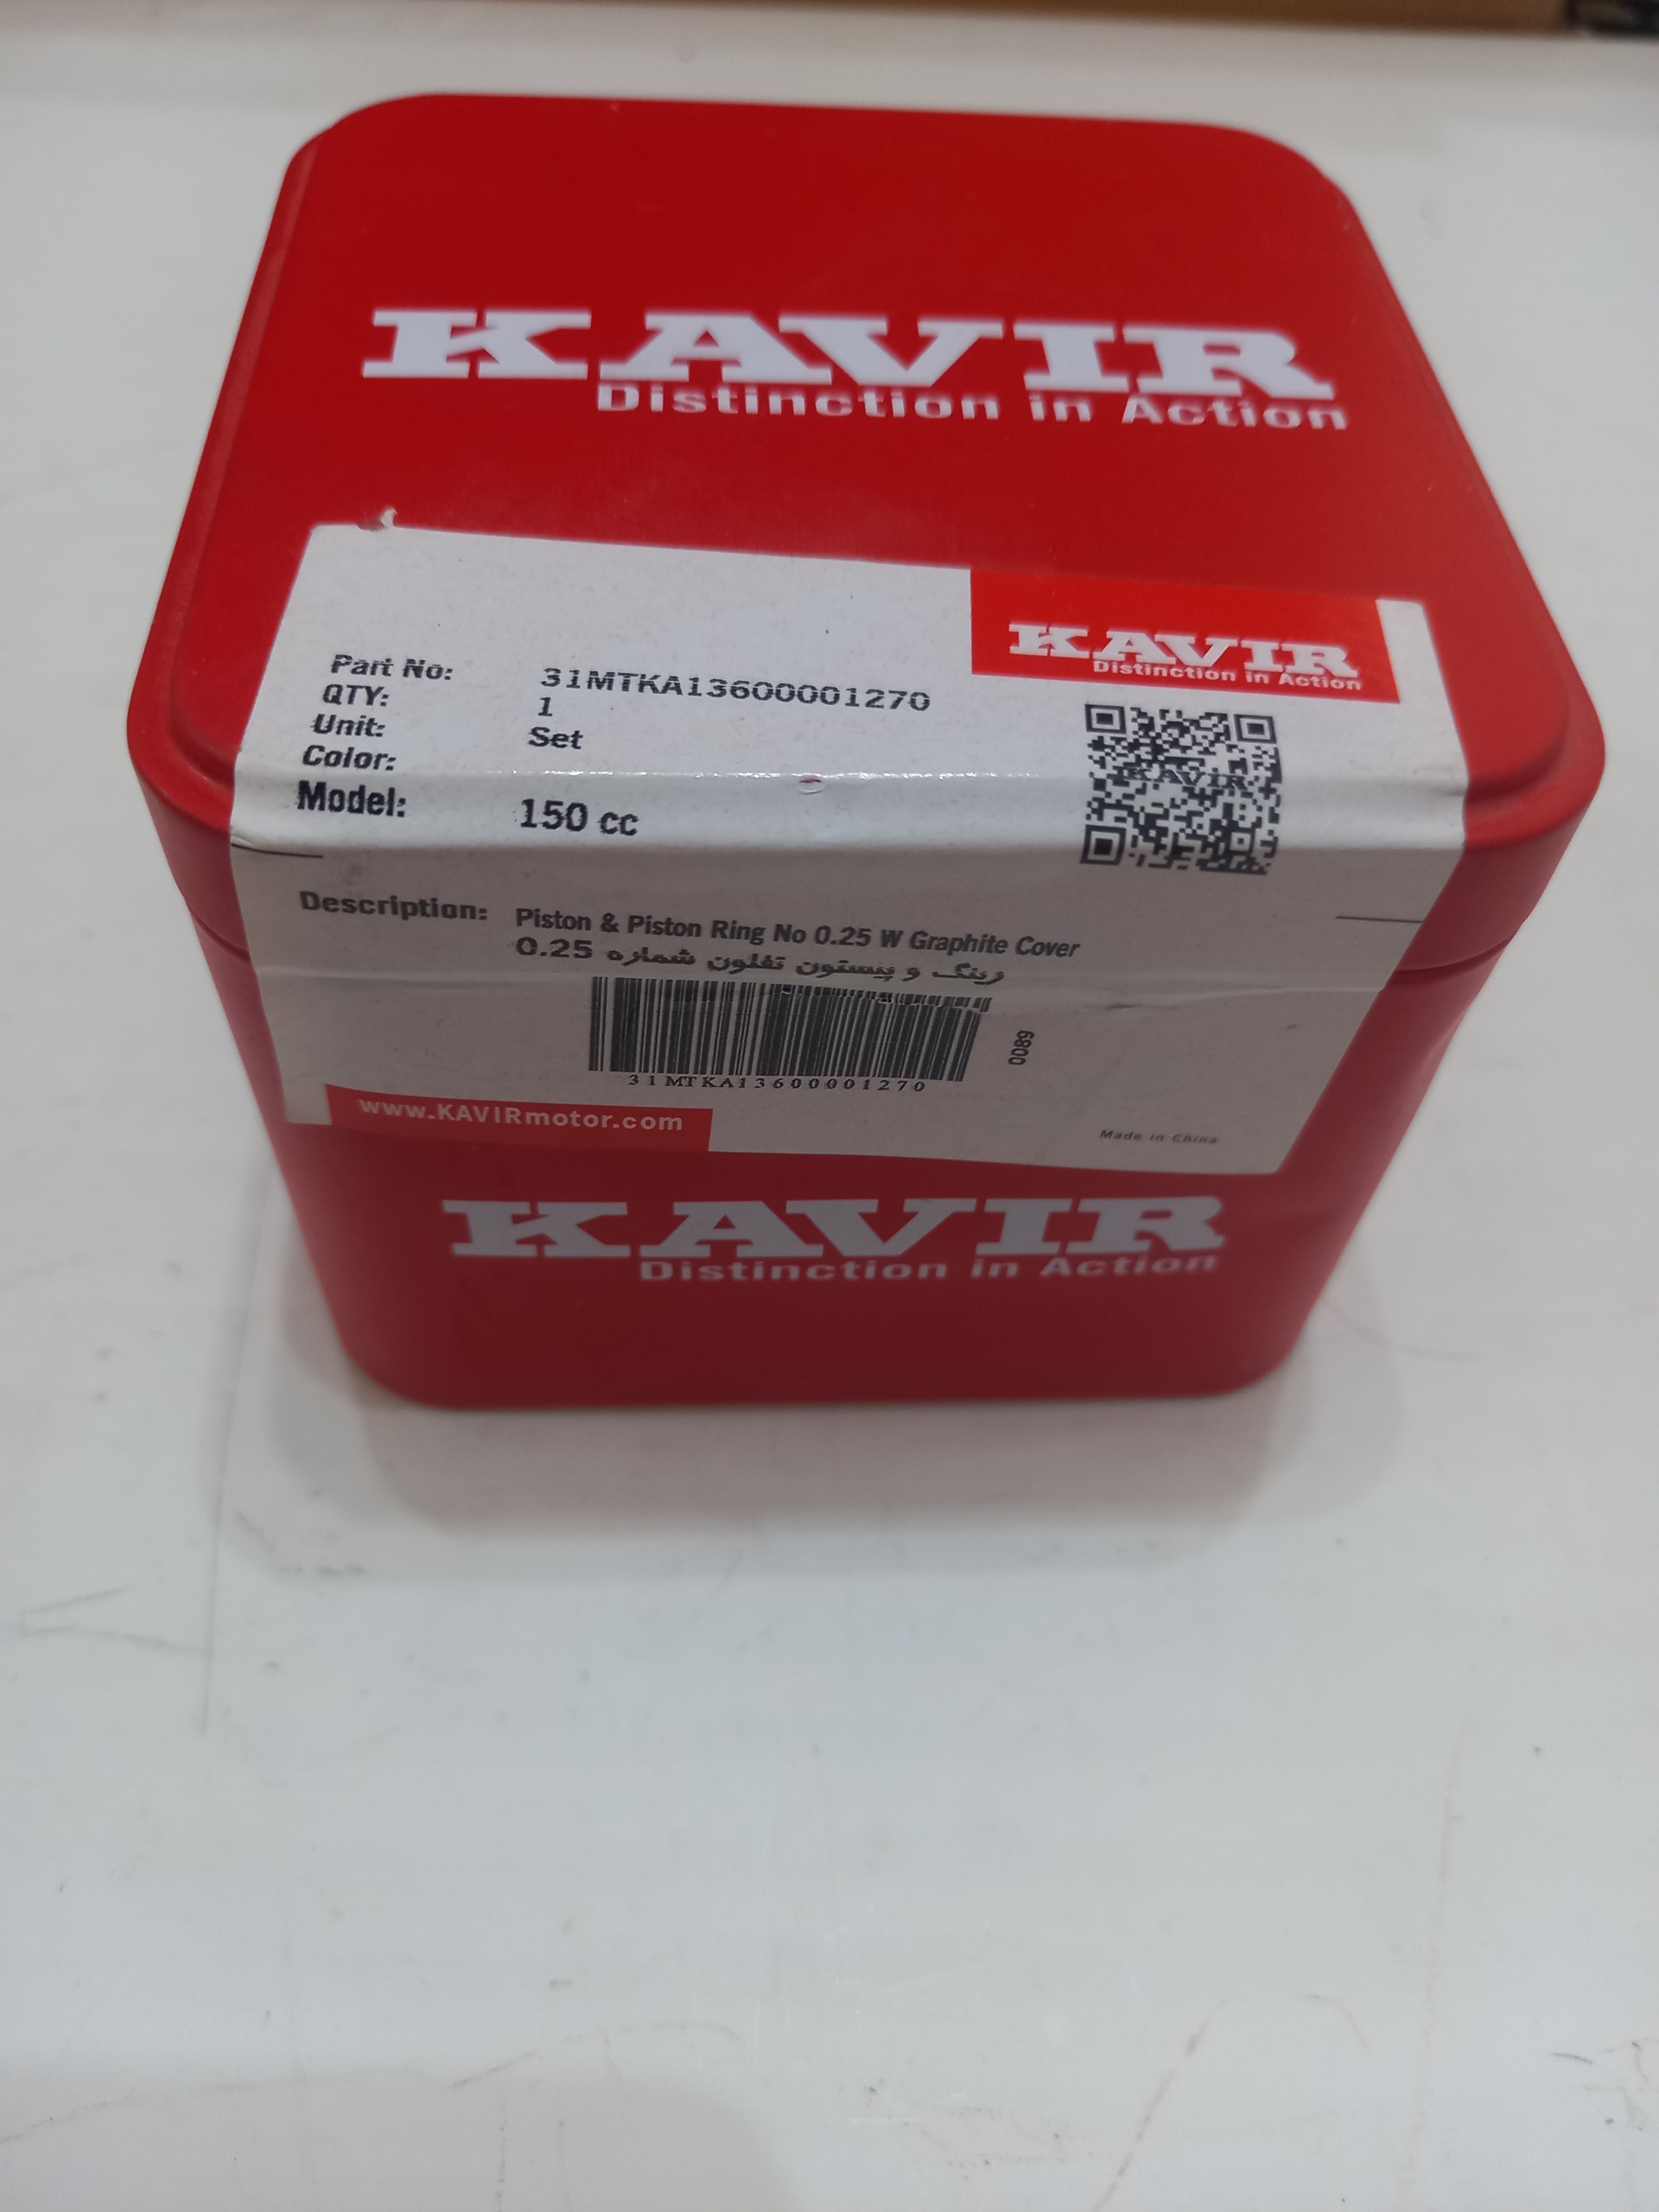 KAVIR
Distinction in Action
KAVIR
Distinction in Action
Part No: 31MTKA13600001270
QTY: 1
Unit: Set
Color:
KAVIR
Model: 150 cc
Description: Piston & Piston Ring No 0.25 W Graphite Cover
رینگ و پیستون تفلون شماره 0.25
0089
31MTKA13600001270
www.KAVIRmotor.com
Made in China
KAVIR
Distinction in Action